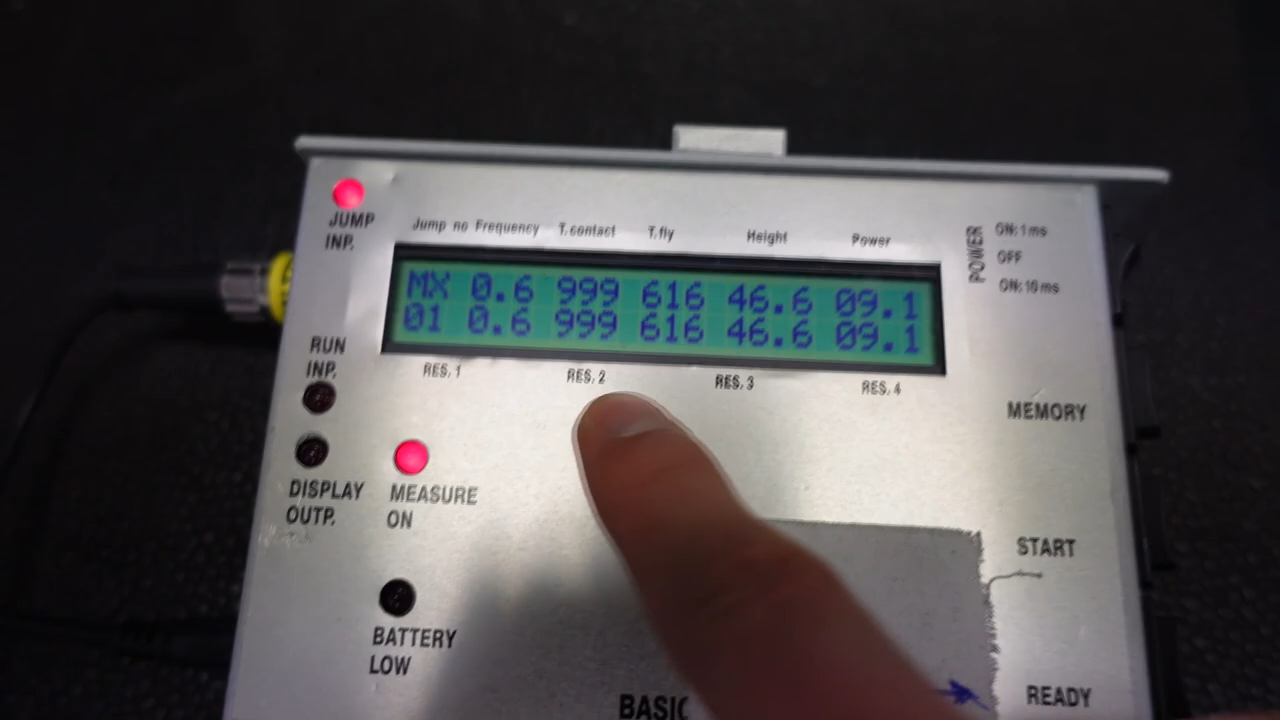 JUMP
INP.
Jump no Frequency T.contact T.fly Height Power
POWER
ON: 1 ms
OFF
ON: 10 ms
MX 0.6 999 616 46.6 09.1
01 0.6 999 616 46.6 09.1
RES. 1 RES. 2 RES. 3 RES. 4
RUN
INP.
MEMORY
DISPLAY
OUTP.
MEASURE
ON
START
BATTERY
LOW
BASIC
READY